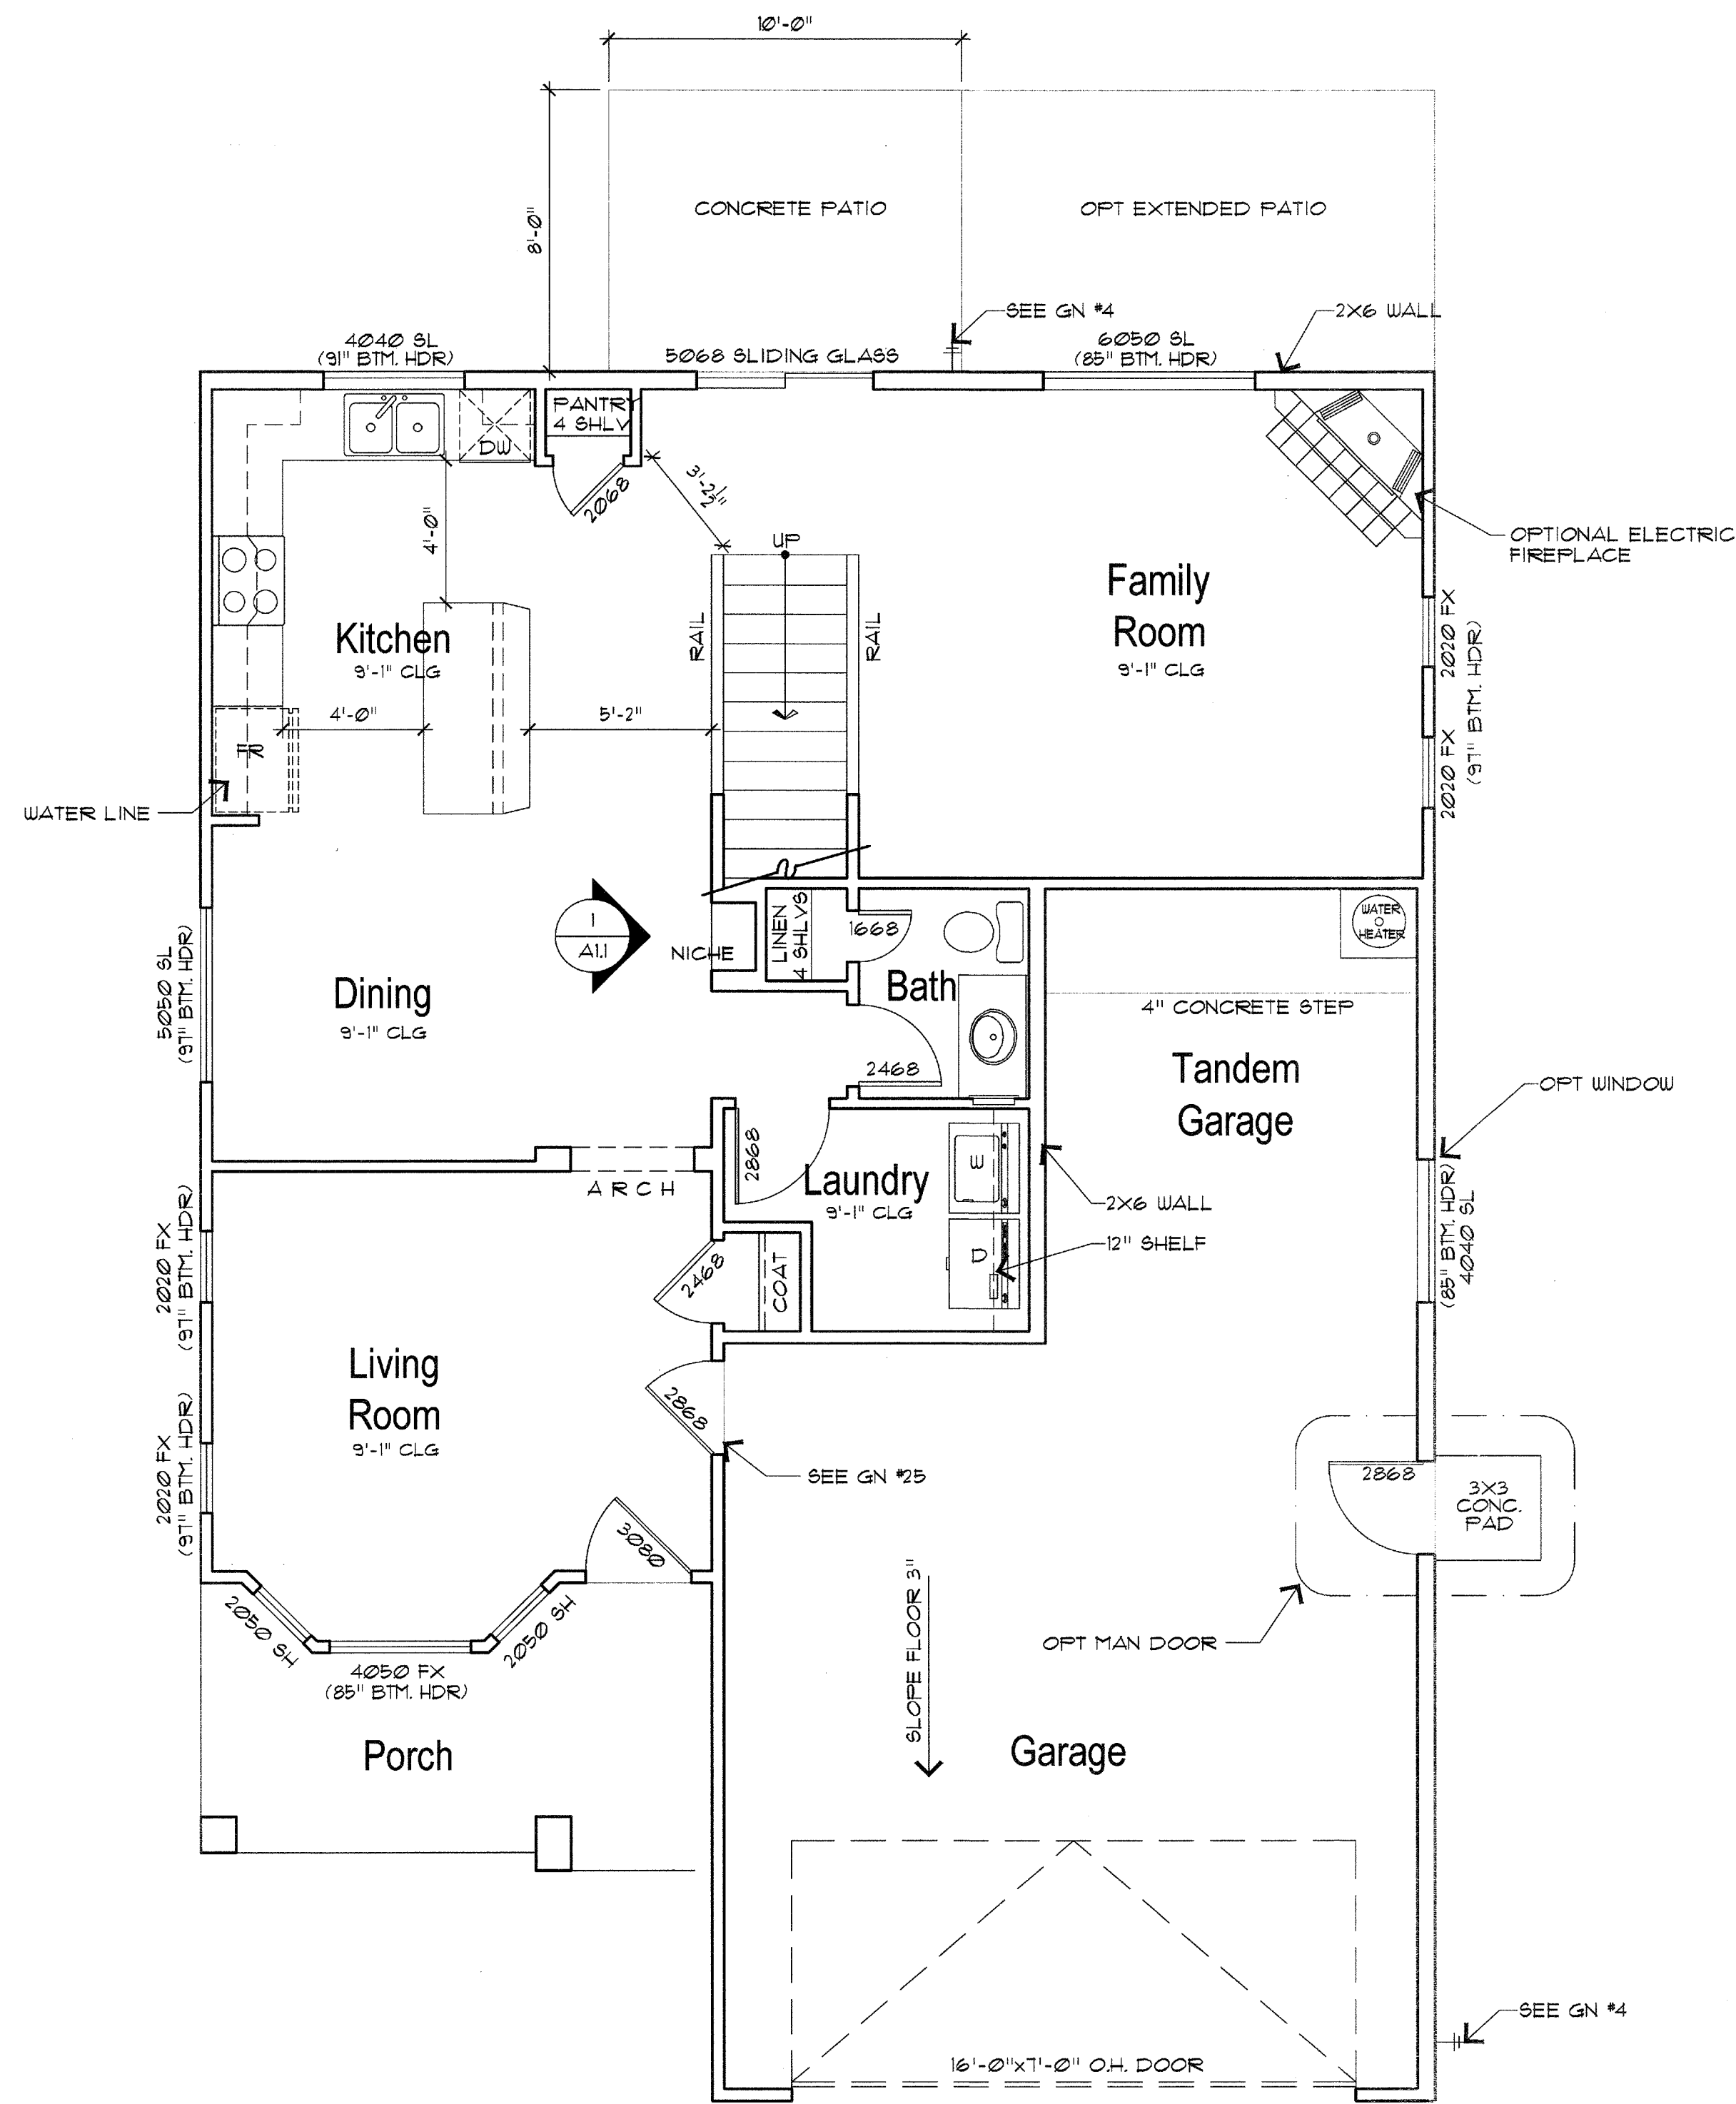 10'-0"
8'-0"
CONCRETE PATIO
OPT EXTENDED PATIO
SEE GN #4
2X6 WALL
4040 SL
(91" BTM. HDR)
5068 SLIDING GLASS
6050 SL
(85" BTM. HDR)
PANTRY
4 SHLV
DW
2068
3'-2½"
UP
OPTIONAL ELECTRIC
FIREPLACE
4'-0"
Kitchen
9'-1" CLG
RAIL
RAIL
Family
Room
9'-1" CLG
2020 FX
2020 FX
(97" BTM. HDR)
4'-0"
5'-2"
FR
WATER LINE
1
A1.1
NICHE
LINEN
4 SHLVS
1668
WATER
HEATER
5050 SL
(97" BTM. HDR)
Dining
9'-1" CLG
Bath
4" CONCRETE STEP
2468
Tandem
Garage
OPT WINDOW
2868
W
Laundry
9'-1" CLG
ARCH
2X6 WALL
12" SHELF
D
(85" BTM. HDR)
4040 SL
2020 FX
(97" BTM. HDR)
2468
COAT
Living
Room
9'-1" CLG
2868
SEE GN #25
2020 FX
(97" BTM. HDR)
2868
3X3
CONC.
PAD
3080
2050 SH
2050 SH
4050 FX
(85" BTM. HDR)
SLOPE FLOOR 3"
OPT MAN DOOR
Porch
Garage
SEE GN #4
16'-0"x7'-0" O.H. DOOR